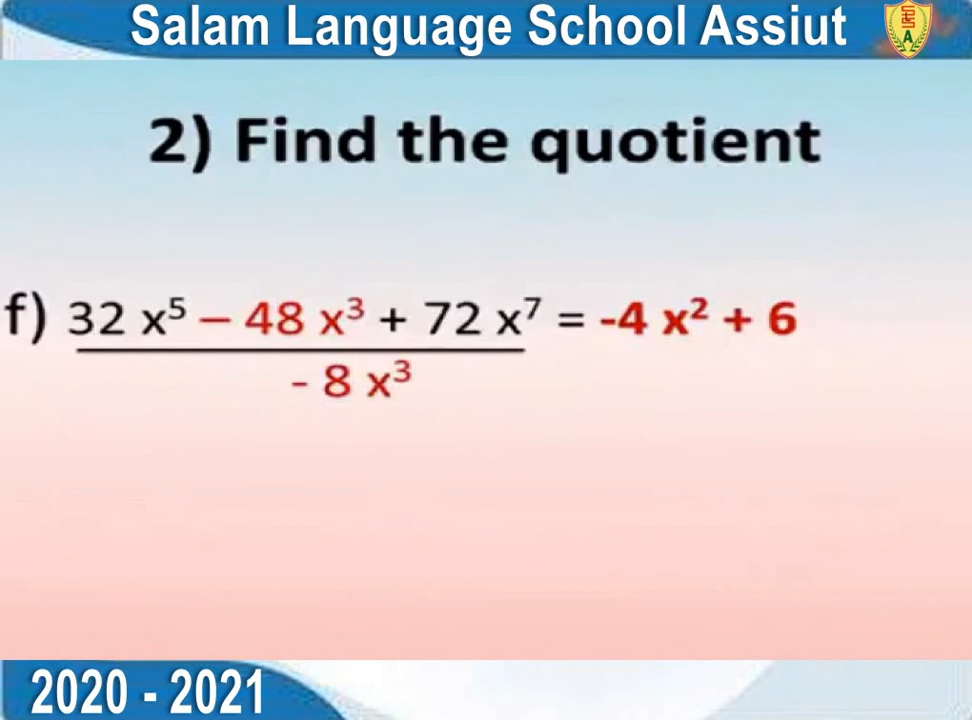 Salam Language School Assiut
A
2) Find the quotient
f) 32 x⁵ – 48 x³ + 72 x⁷ = -4 x² + 6
- 8 x³
2020 - 2021